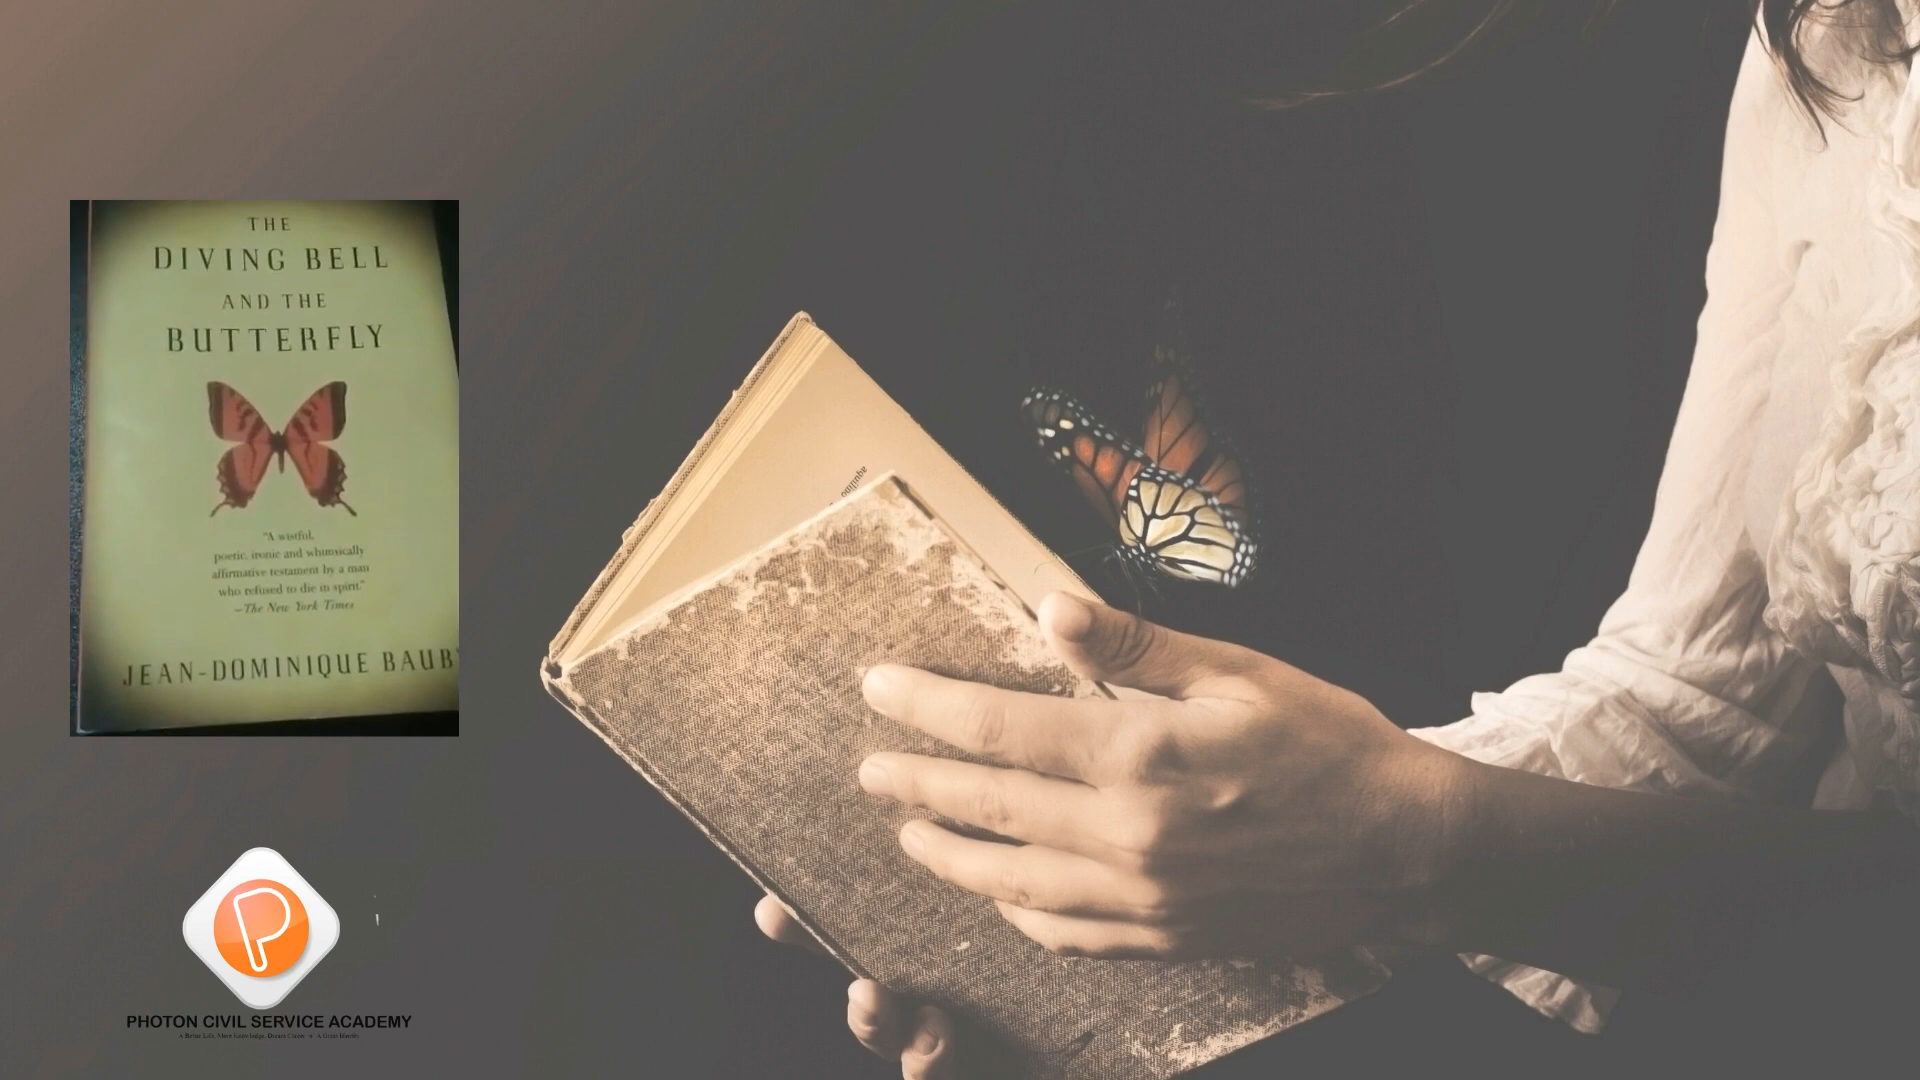 THE
DIVING BELL
AND THE
BUTTERFLY
"A wistful,
poetic, ironic and whimsically
affirmative testament by a man
who refused to die in spirit."
—The New York Times
JEAN-DOMINIQUE BAUBY
PHOTON CIVIL SERVICE ACADEMY